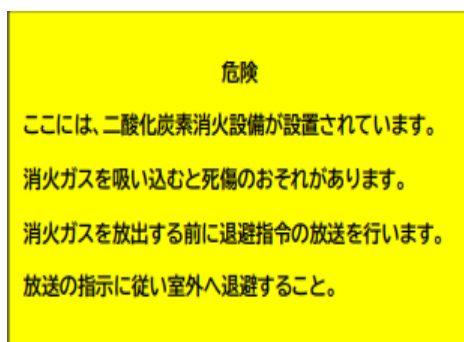 危険
ここには、二酸化炭素消火設備が設置されています。
消火ガスを吸い込むと死傷のおそれがあります。
消火ガスを放出する前に退避指令の放送を行います。
放送の指示に従い室外へ退避すること。